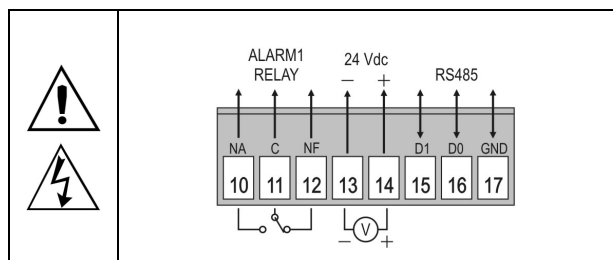 ALARM1 24 Vdc
RELAY − + RS485
NA C NF D1 D0 GND
10 11 12 13 14 15 16 17
− V +